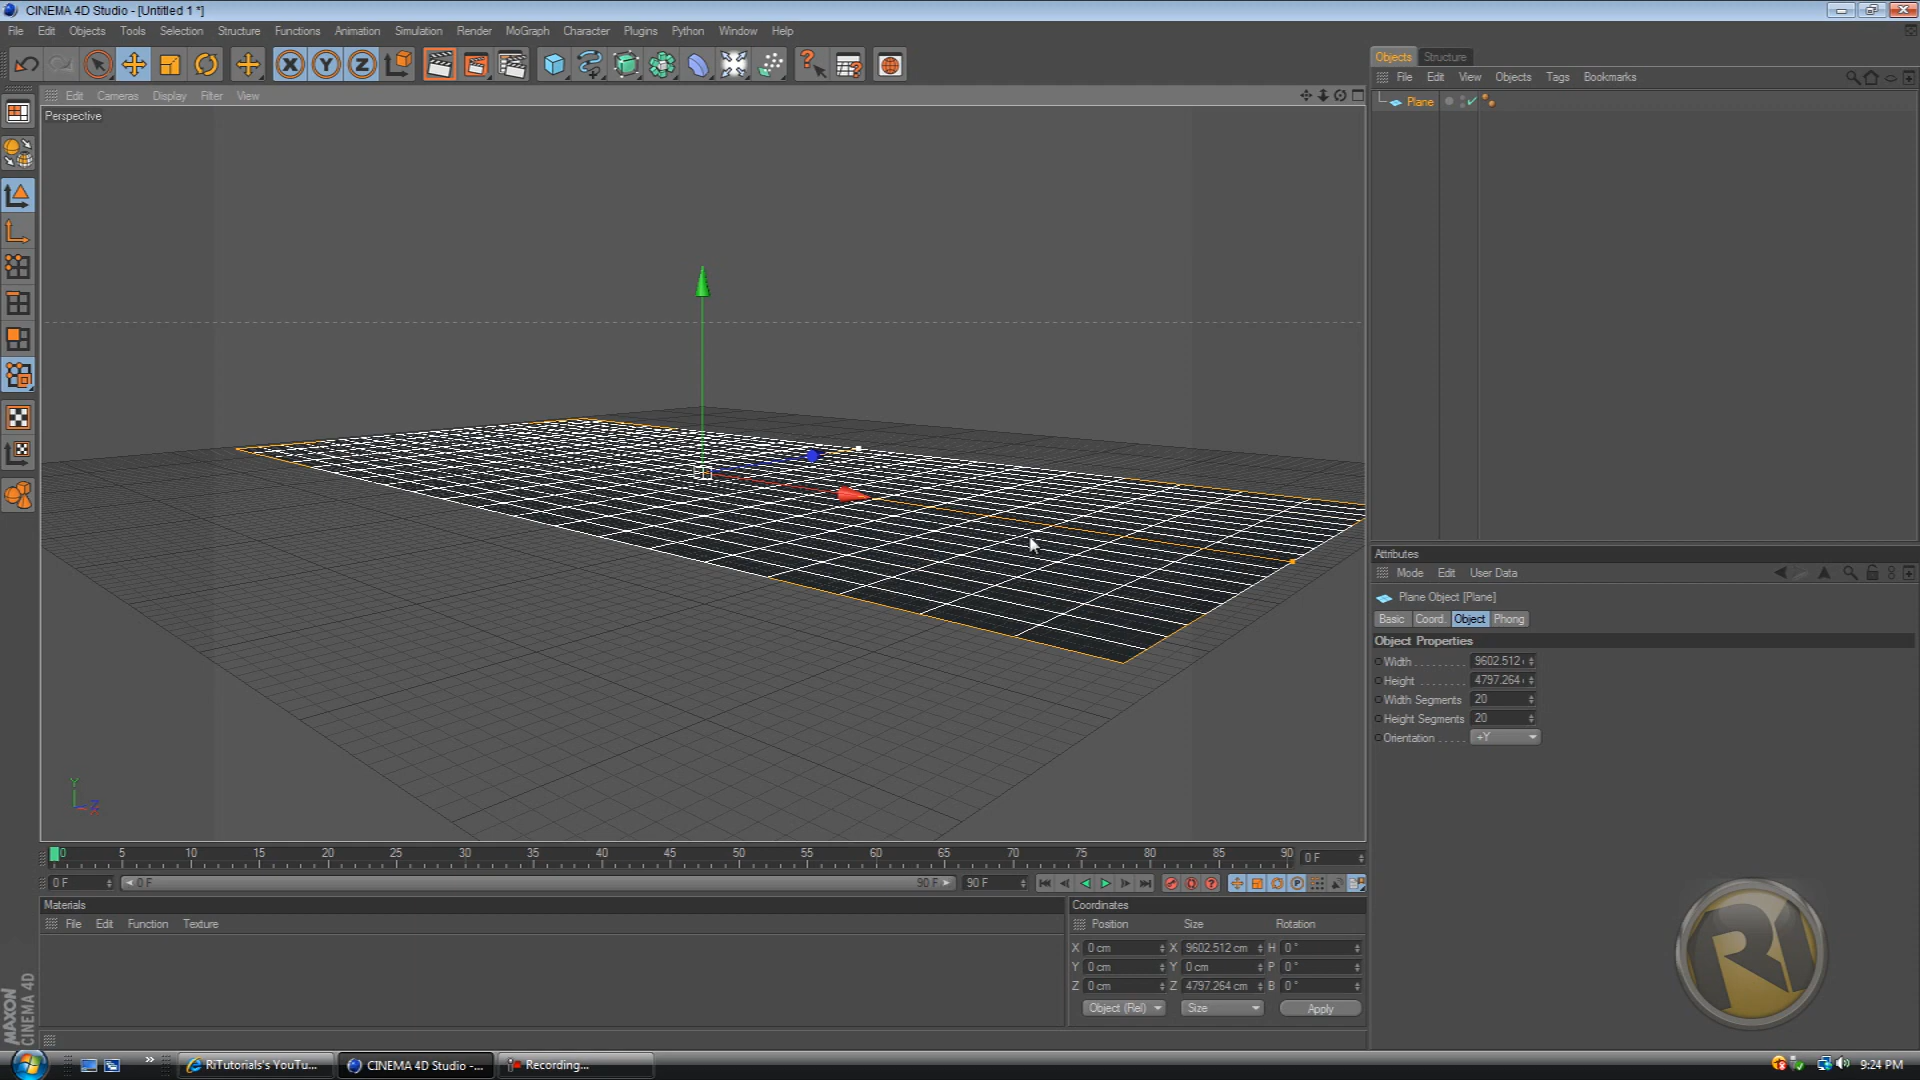 CINEMA 4D Studio - [Untitled 1 *]
File Edit Objects Tools Selection Structure Functions Animation Simulation Render MoGraph Character Plugins Python Window Help
Edit Cameras Display Filter View
Perspective
Y
Z
Objects Structure
File Edit View Objects Tags Bookmarks
Plane
Attributes
Mode Edit User Data
Plane Object [Plane]
Basic Coord. Object Phong
Object Properties
Width 9602.512
Height 4797.264
Width Segments 20
Height Segments 20
Orientation +Y
0 5 10 15 20 25 30 35 40 45 50 55 60 65 70 75 80 85 90 0 F
0 F 0 F 90 F 90 F
Materials
File Edit Function Texture
Coordinates
Position Size Rotation
X 0 cm X 9602.512 cm H 0 °
Y 0 cm Y 0 cm P 0 °
Z 0 cm Z 4797.264 cm B 0 °
Object (Rel) Size Apply
MAXON
CINEMA 4D
RI
RiTutorials's YouTu... CINEMA 4D Studio -... Recording...
9:24 PM